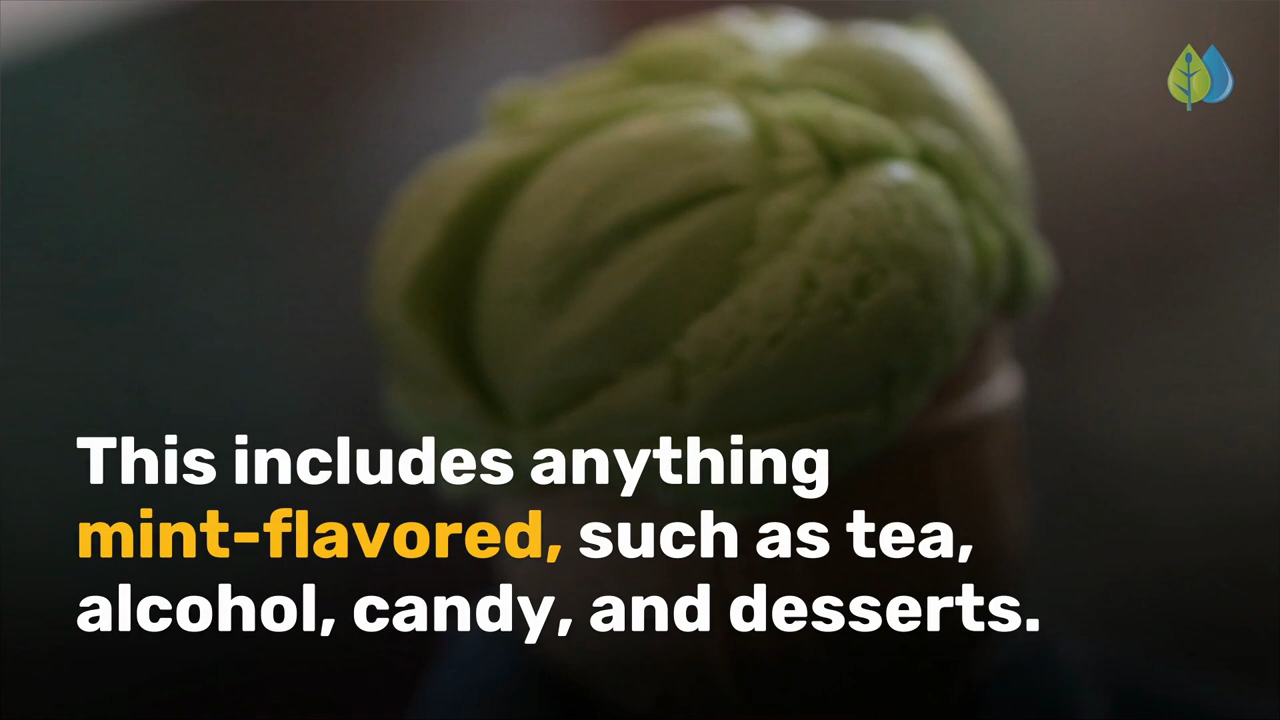 This includes anything
mint-flavored, such as tea,
alcohol, candy, and desserts.